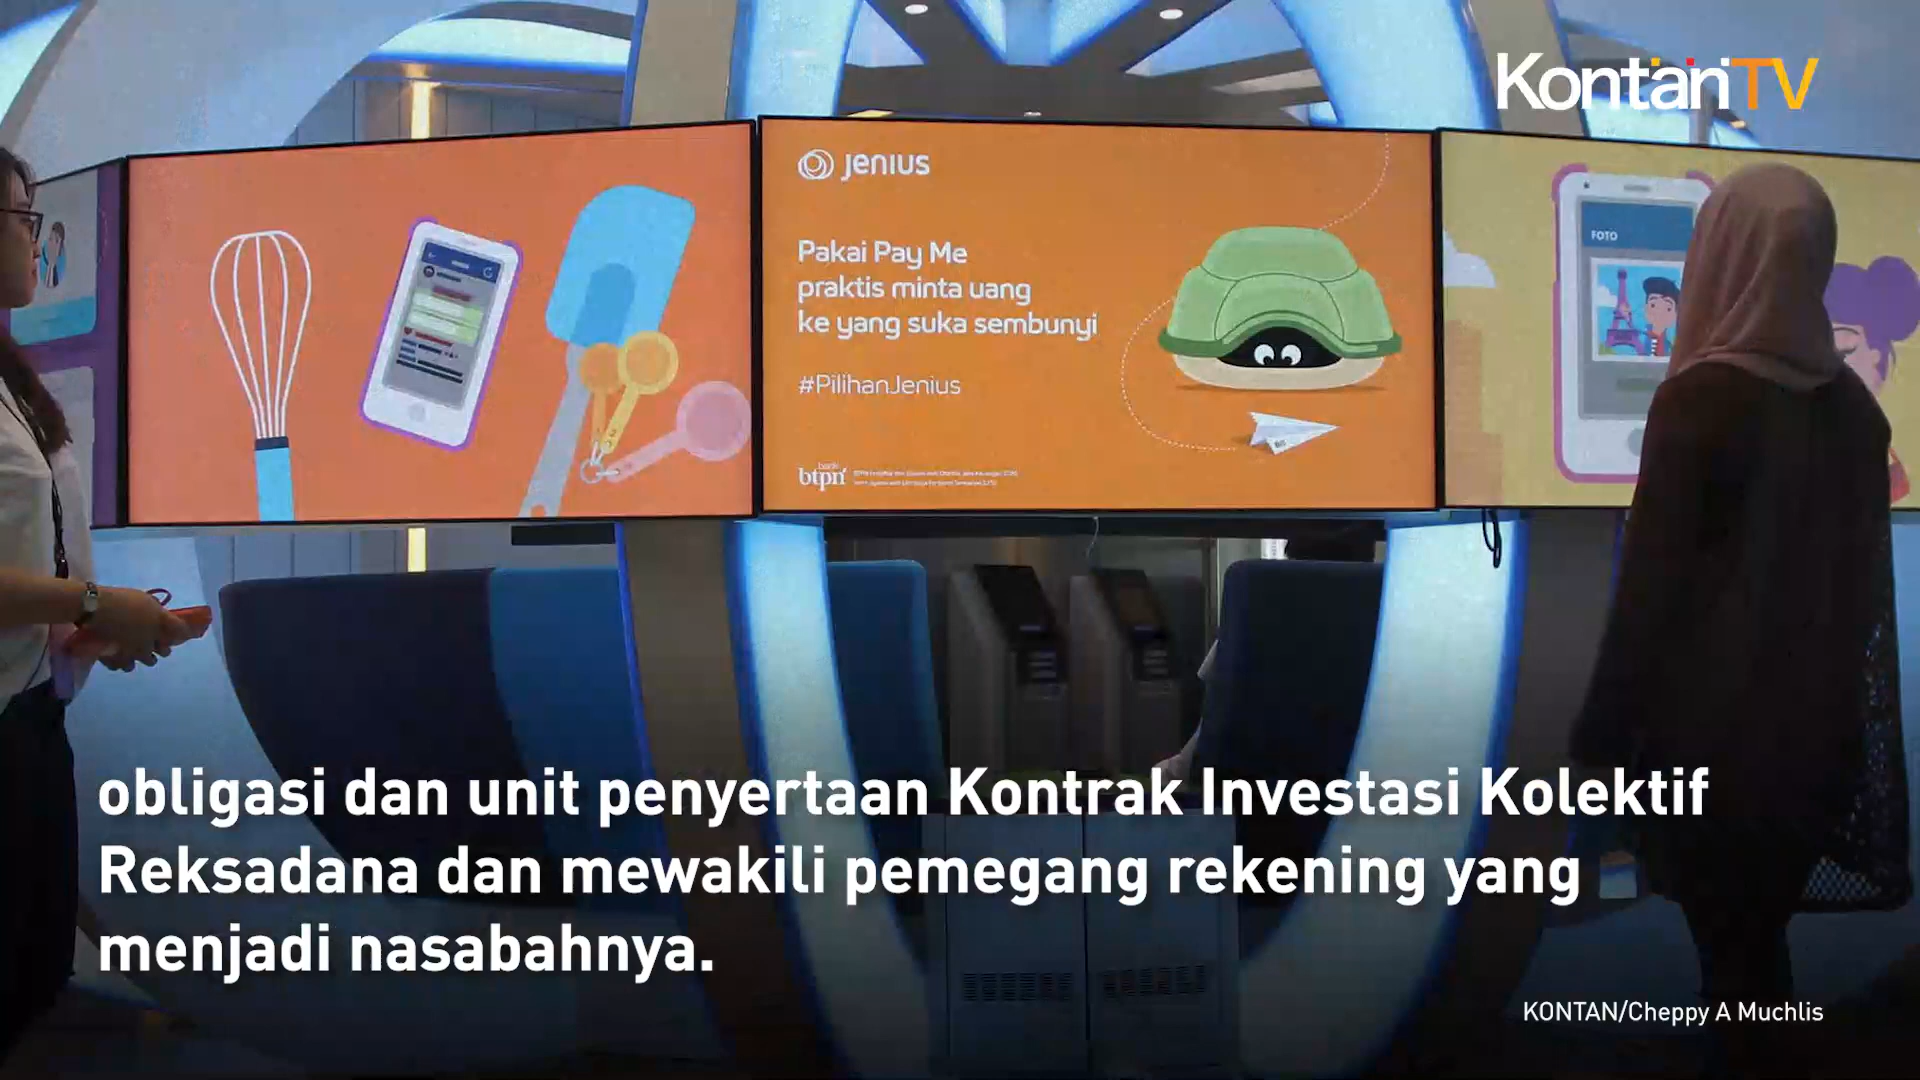 KontanTV
jenius
Pakai Pay Me
praktis minta uang
ke yang suka sembunyi
#PilihanJenius
bank
btpn
FOTO
obligasi dan unit penyertaan Kontrak Investasi Kolektif
Reksadana dan mewakili pemegang rekening yang
menjadi nasabahnya.
KONTAN/Cheppy A Muchlis